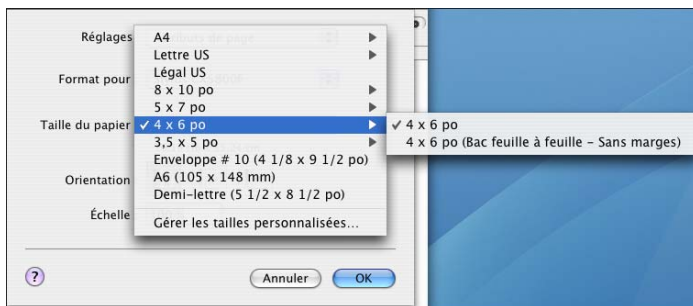 Réglages
Format pour
Taille du papier
Orientation
Échelle
A4
Lettre US
Légal US
8 x 10 po
5 x 7 po
✓ 4 x 6 po
3,5 x 5 po
Enveloppe # 10 (4 1/8 x 9 1/2 po)
A6 (105 x 148 mm)
Demi-lettre (5 1/2 x 8 1/2 po)
Gérer les tailles personnalisées...
✓ 4 x 6 po
4 x 6 po (Bac feuille à feuille – Sans marges)
?
Annuler
OK